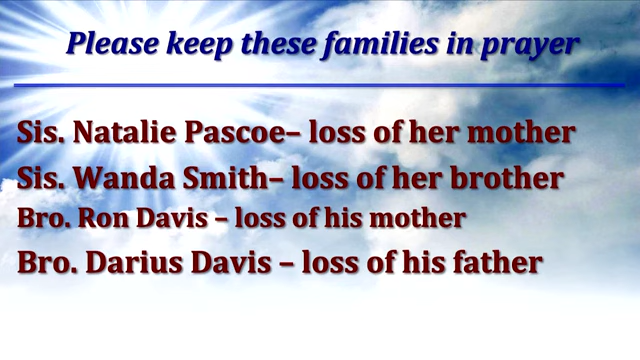 Please keep these families in prayer
Sis. Natalie Pascoe– loss of her mother
Sis. Wanda Smith– loss of her brother
Bro. Ron Davis – loss of his mother
Bro. Darius Davis – loss of his father